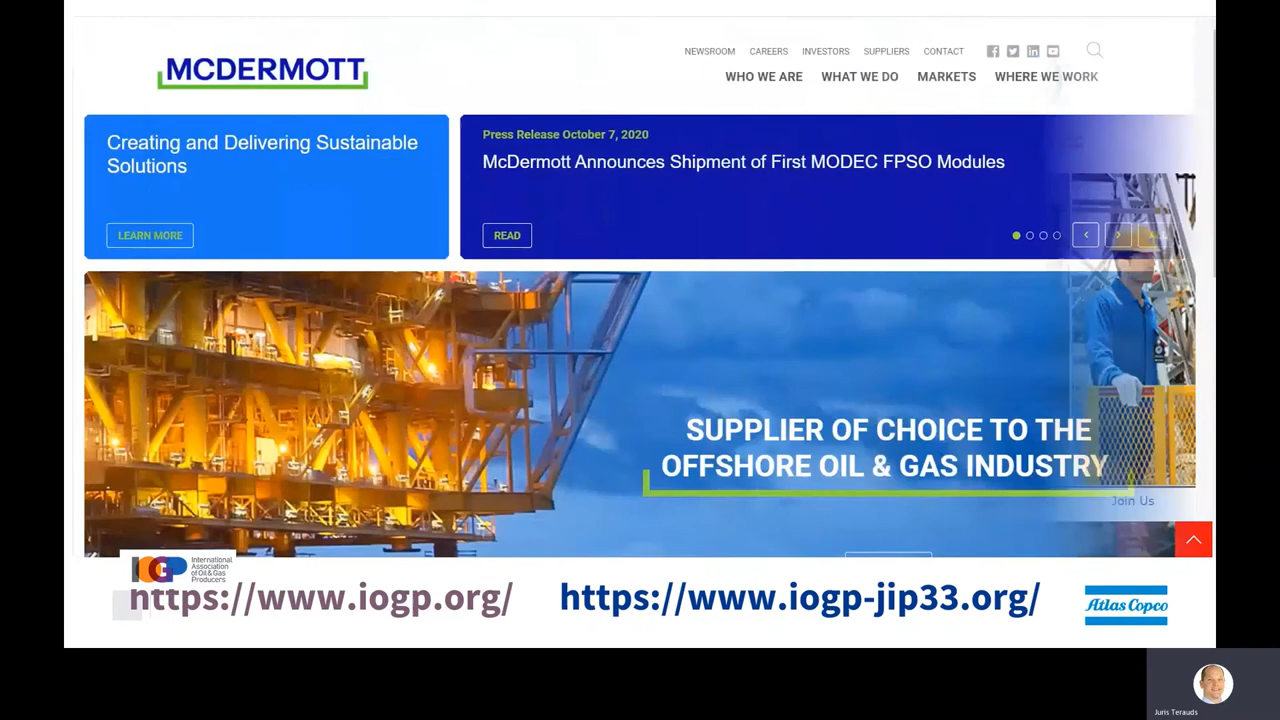 MCDERMOTT
NEWSROOM CAREERS INVESTORS SUPPLIERS CONTACT
WHO WE ARE WHAT WE DO MARKETS WHERE WE WORK
Creating and Delivering Sustainable
Solutions
LEARN MORE
Press Release October 7, 2020
McDermott Announces Shipment of First MODEC FPSO Modules
READ
SUPPLIER OF CHOICE TO THE
OFFSHORE OIL & GAS INDUSTRY
Join Us
IOGP
International
Association
of Oil & Gas
Producers
https://www.iogp.org/
https://www.iogp-jip33.org/
Atlas Copco
Juris Terauds